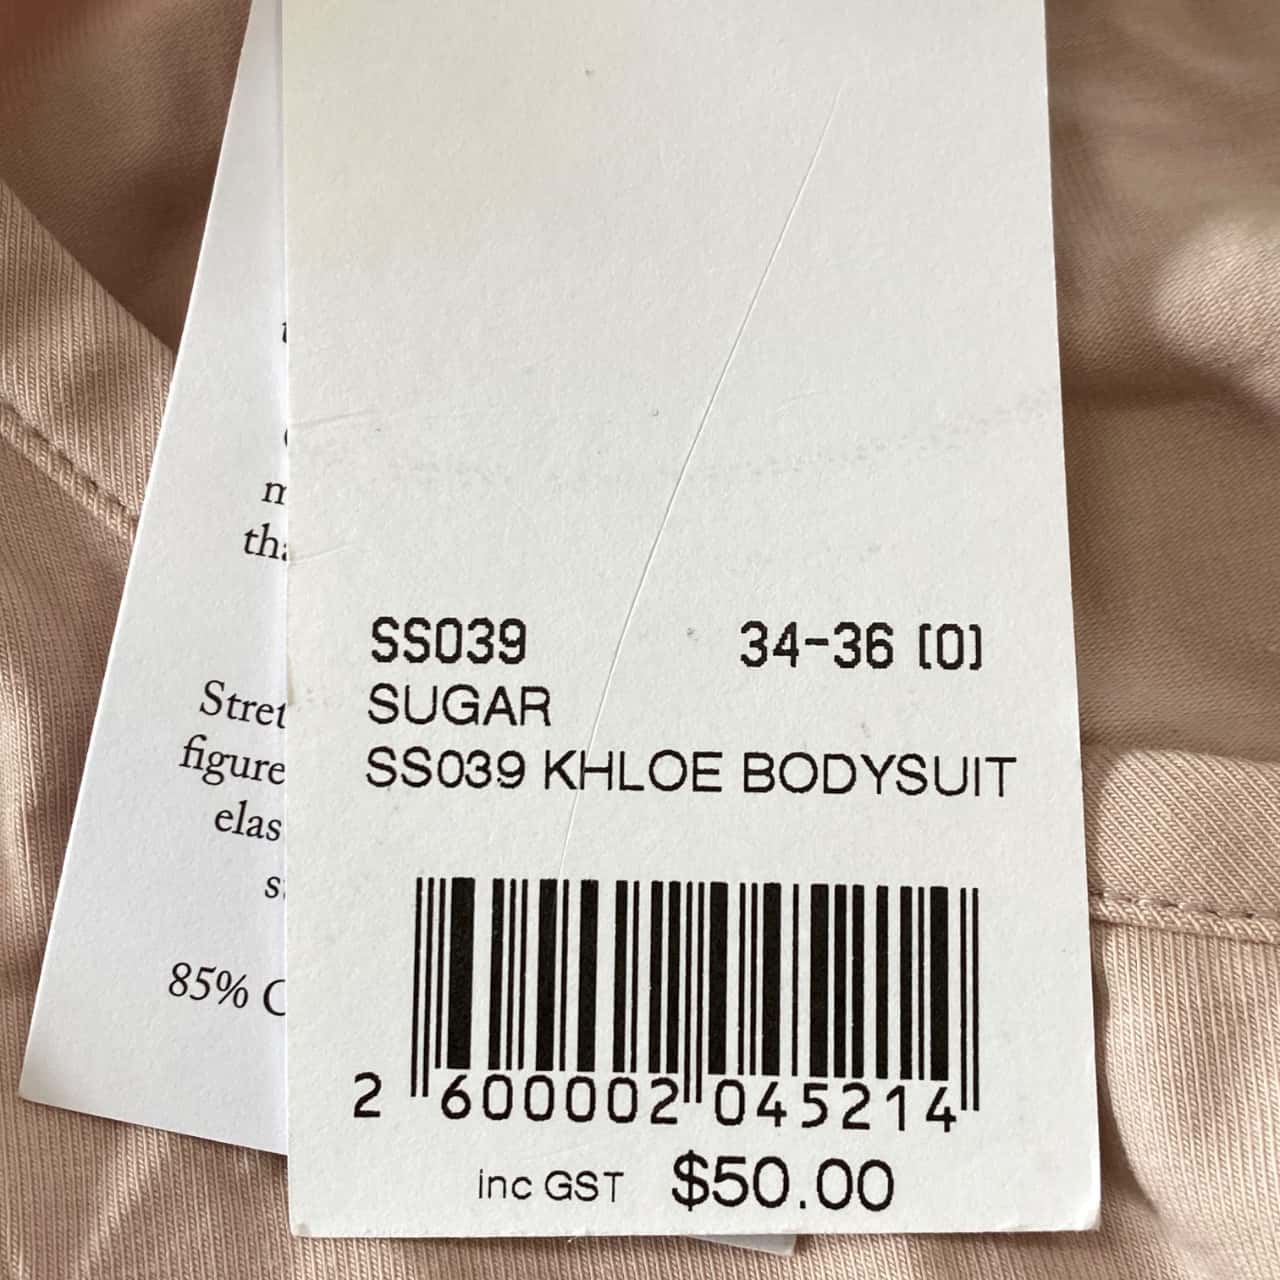 m
Stret
figure
elas
85% C
SS039 34-36 [0]
SUGAR
SS039 KHLOE BODYSUIT
2 600002 045214
inc GST $50.00